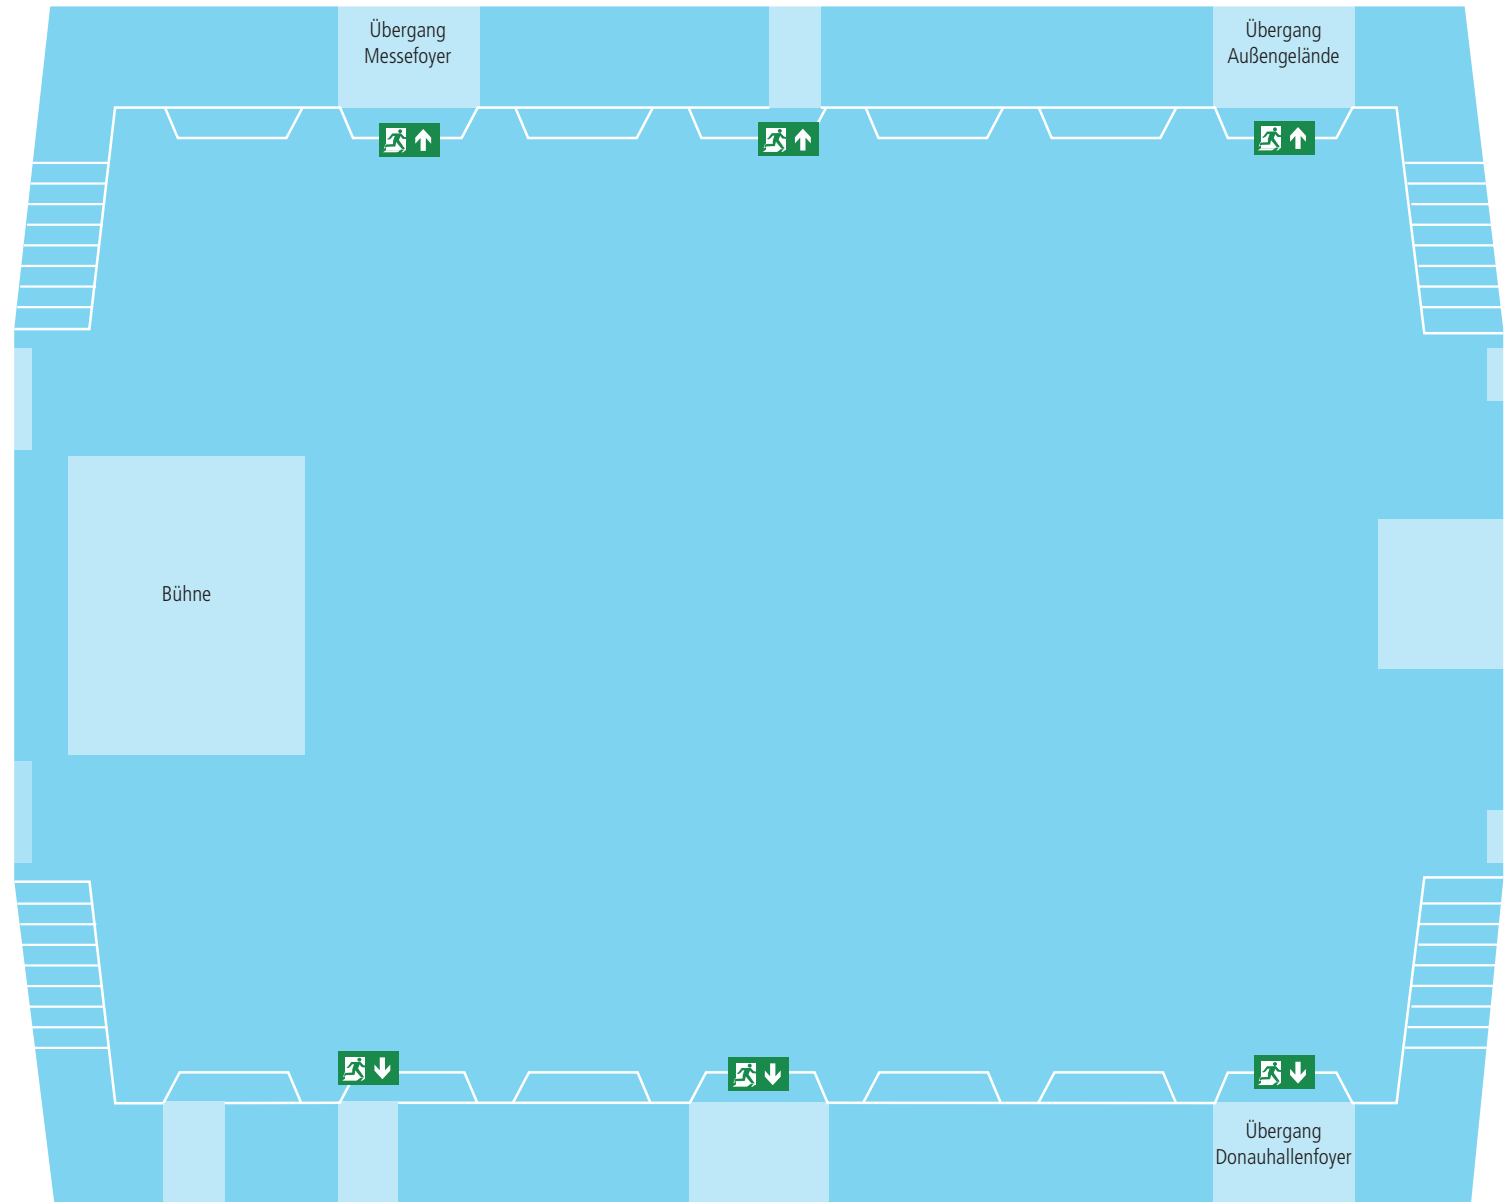 Übergang
Messefoyer
Übergang
Außengelände
Bühne
Übergang
Donauhallenfoyer